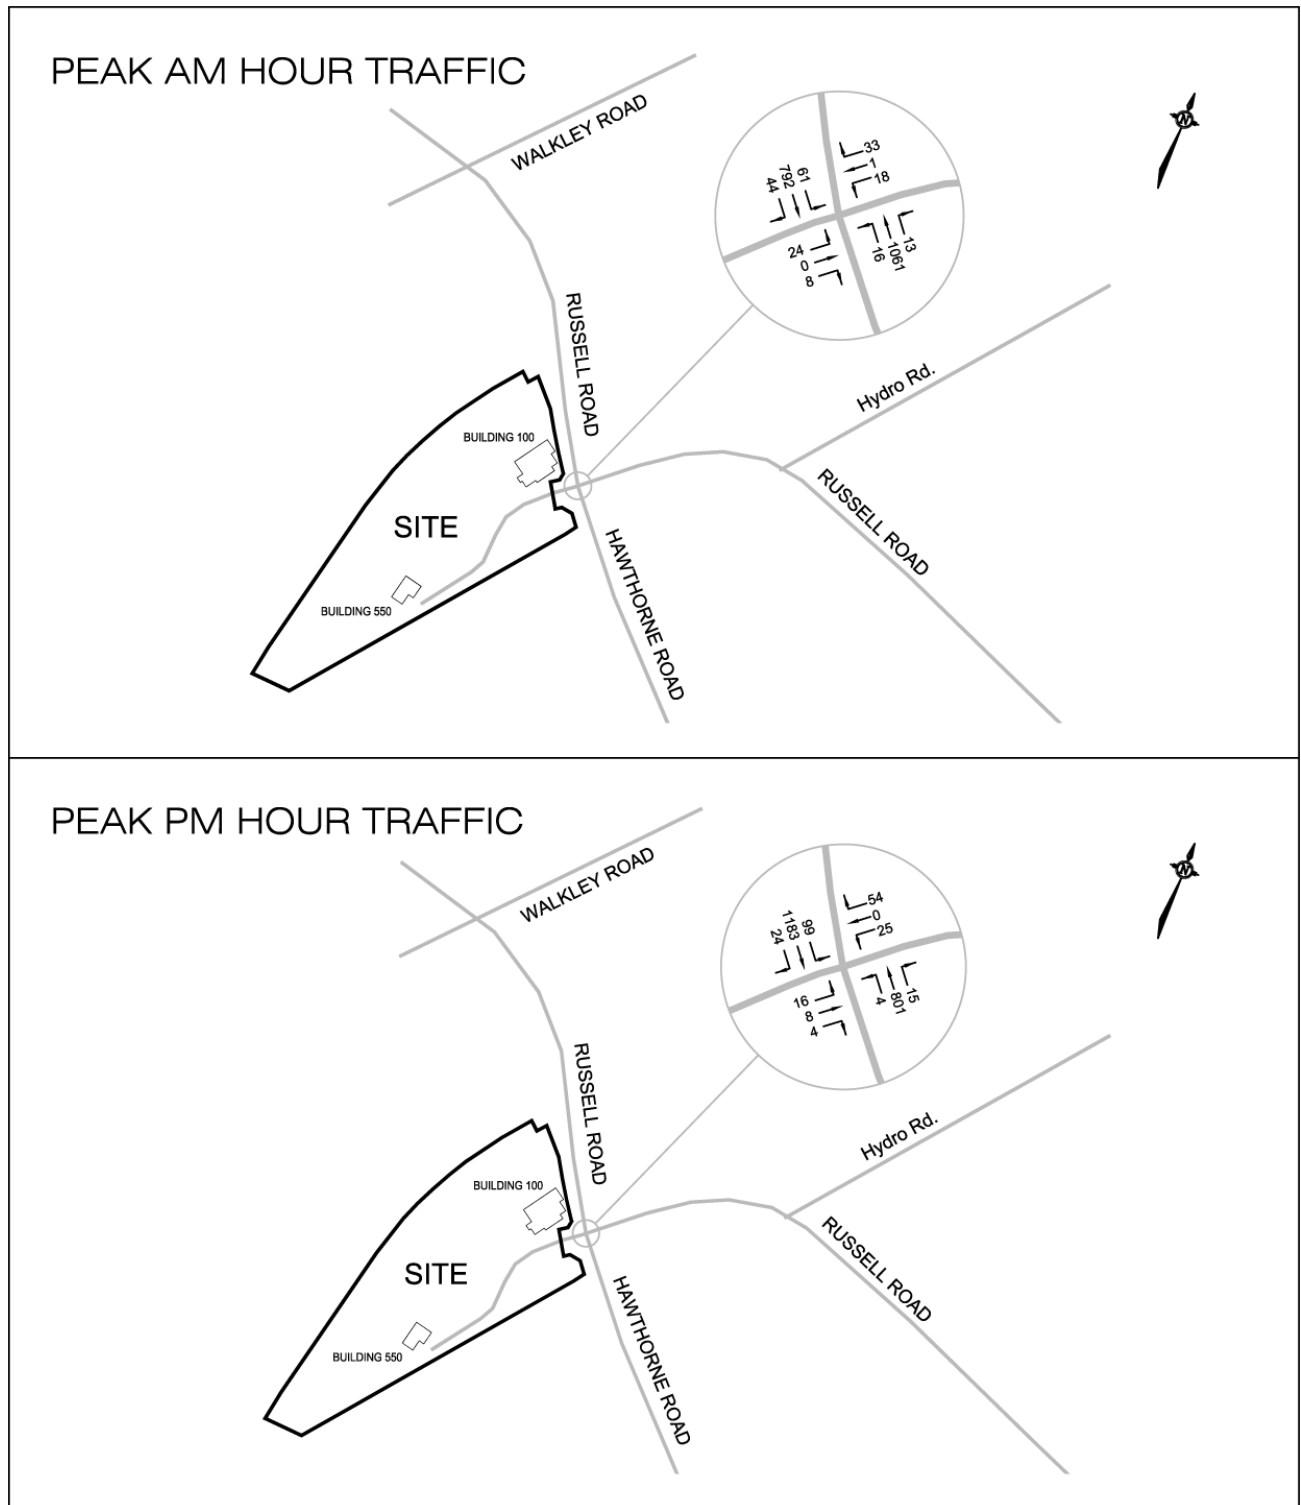 PEAK AM HOUR TRAFFIC
WALKLEY ROAD
N
33
1
18
61
792
44
24
0
8
13
1061
16
RUSSELL ROAD
Hydro Rd.
BUILDING 100
RUSSELL ROAD
SITE
HAWTHORNE ROAD
BUILDING 550
PEAK PM HOUR TRAFFIC
WALKLEY ROAD
N
54
0
25
99
1183
24
16
8
4
15
801
4
RUSSELL ROAD
Hydro Rd.
BUILDING 100
RUSSELL ROAD
SITE
HAWTHORNE ROAD
BUILDING 550